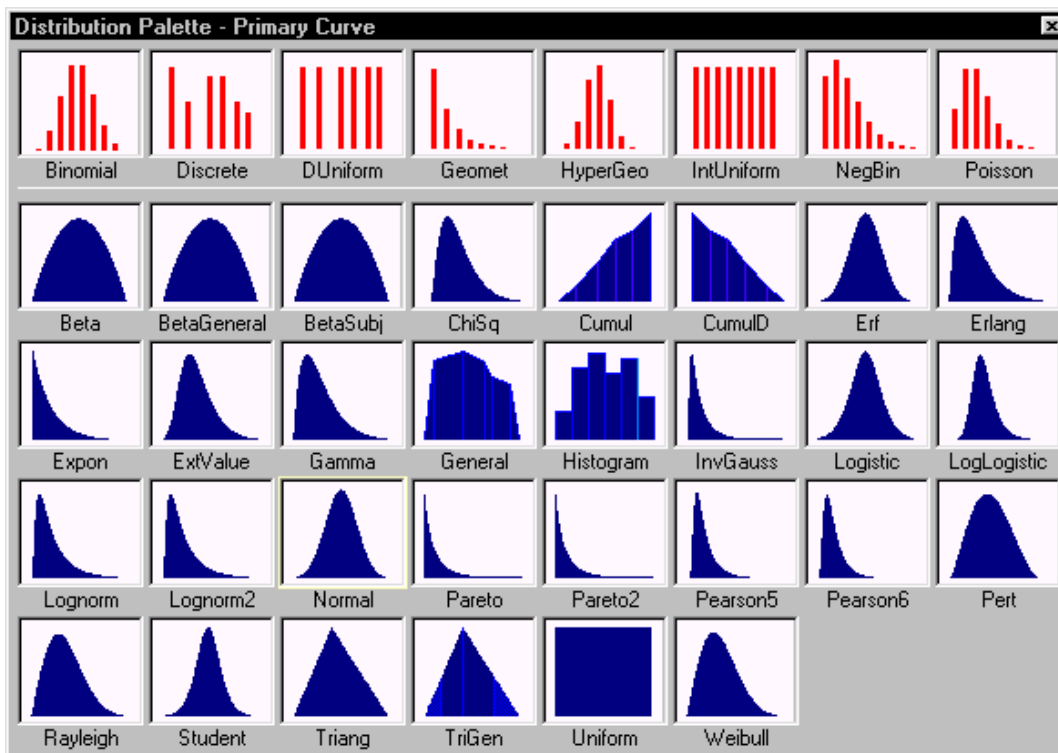 Distribution Palette - Primary Curve
Binomial Discrete DUniform Geomet HyperGeo IntUniform NegBin Poisson
Beta BetaGeneral BetaSubj ChiSq Cumul CumulD Erf Erlang
Expon ExtValue Gamma General Histogram InvGauss Logistic LogLogistic
Lognorm Lognorm2 Normal Pareto Pareto2 Pearson5 Pearson6 Pert
Rayleigh Student Triang TriGen Uniform Weibull